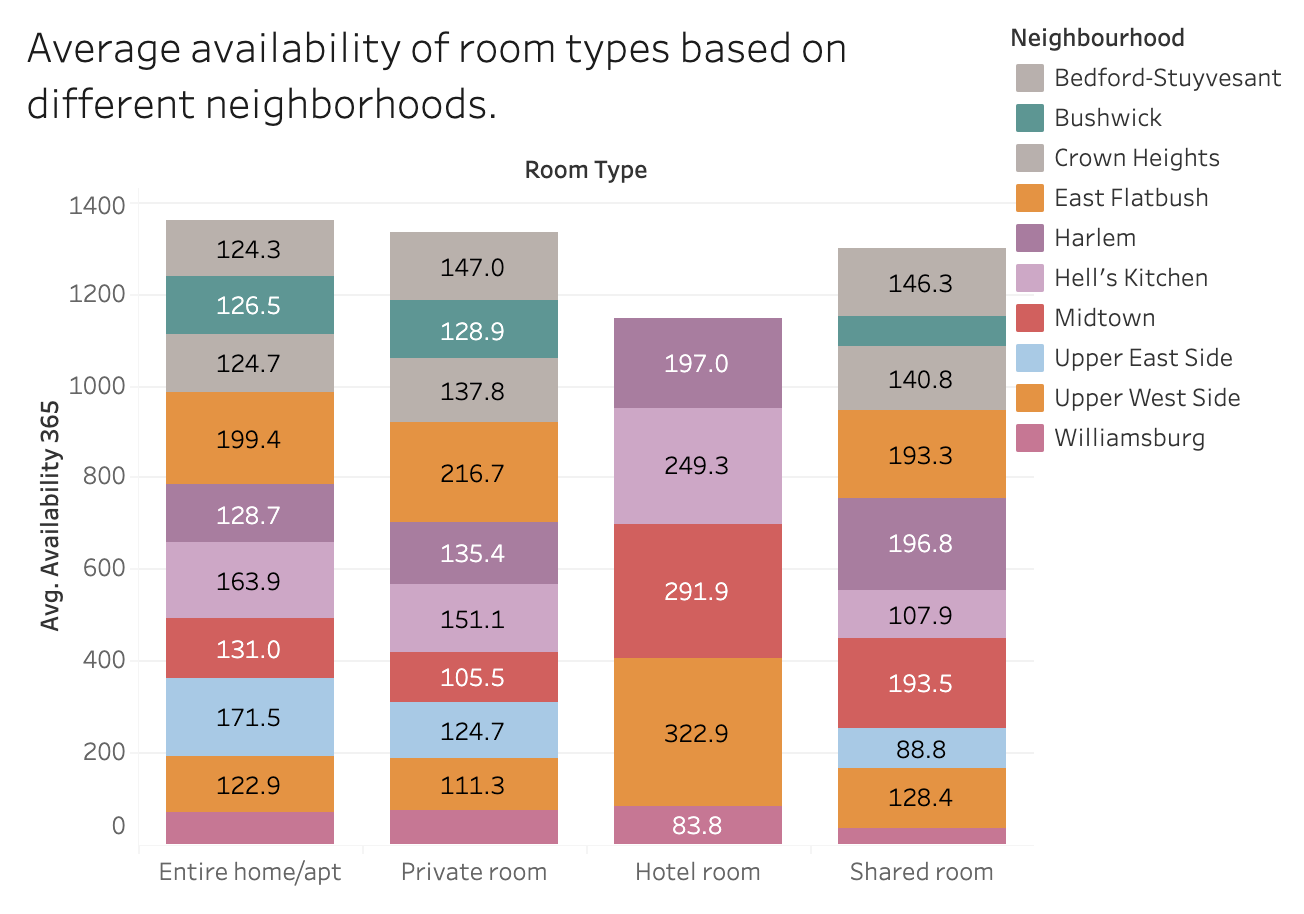 Average availability of room types based on
different neighborhoods.
Neighbourhood
Bedford-Stuyvesant
Bushwick
Crown Heights
East Flatbush
Harlem
Hell's Kitchen
Midtown
Upper East Side
Upper West Side
Williamsburg
Room Type
Avg. Availability 365
1400
1200
1000
800
600
400
200
0
124.3
126.5
124.7
199.4
128.7
163.9
131.0
171.5
122.9
147.0
128.9
137.8
216.7
135.4
151.1
105.5
124.7
111.3
197.0
249.3
291.9
322.9
83.8
146.3
140.8
193.3
196.8
107.9
193.5
88.8
128.4
Entire home/apt
Private room
Hotel room
Shared room